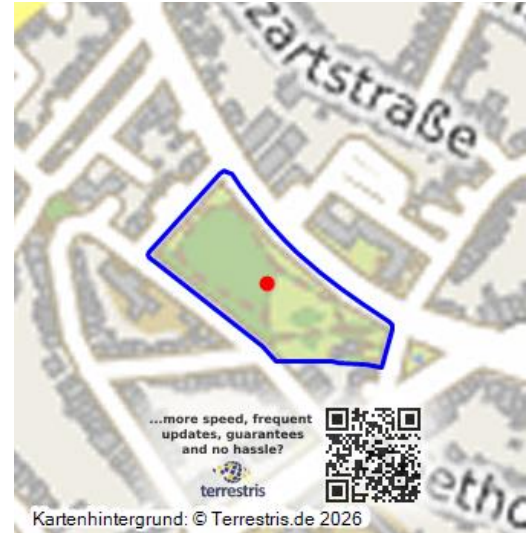 zartstraße
...more speed, frequent
updates, guarantees
and no hassle?
terrestris
etho
Kartenhintergrund: © Terrestris.de 2026